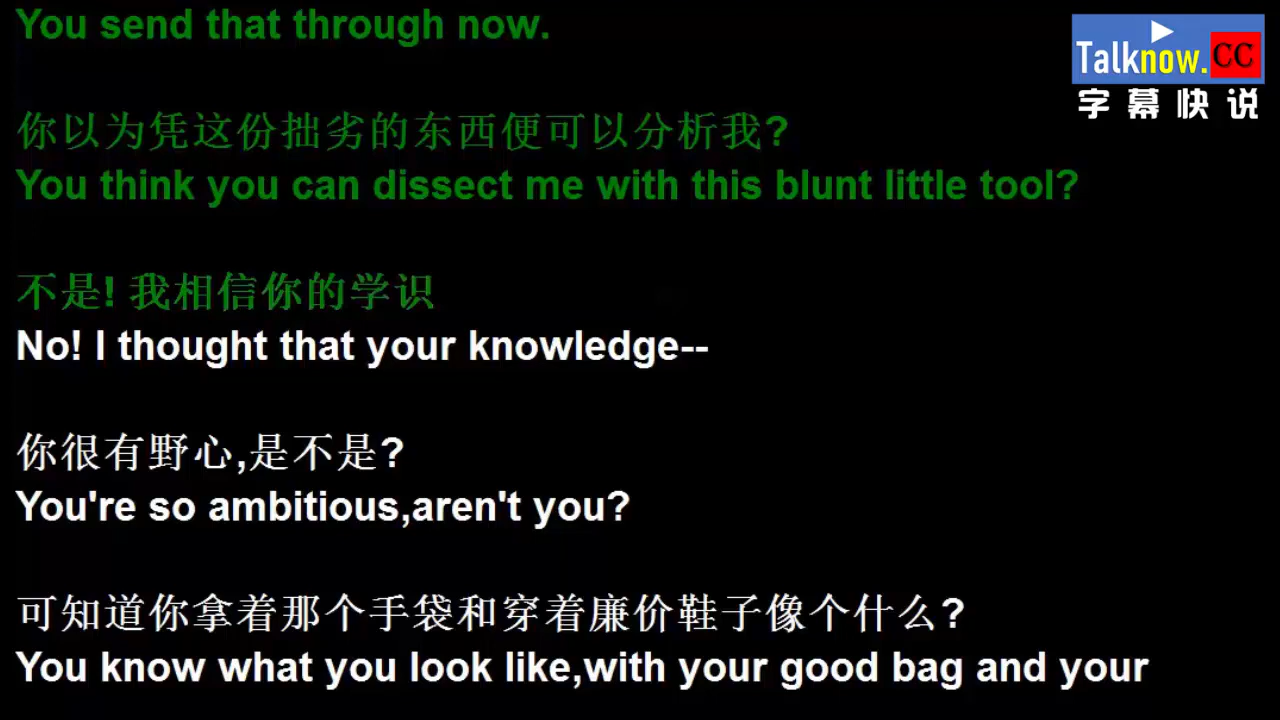 You send that through now.
Talknow.CC
字幕快说
你以为凭这份拙劣的东西便可以分析我?
You think you can dissect me with this blunt little tool?
不是! 我相信你的学识
No! I thought that your knowledge--
你很有野心,是不是?
You're so ambitious,aren't you?
可知道你拿着那个手袋和穿着廉价鞋子像个什么?
You know what you look like,with your good bag and your